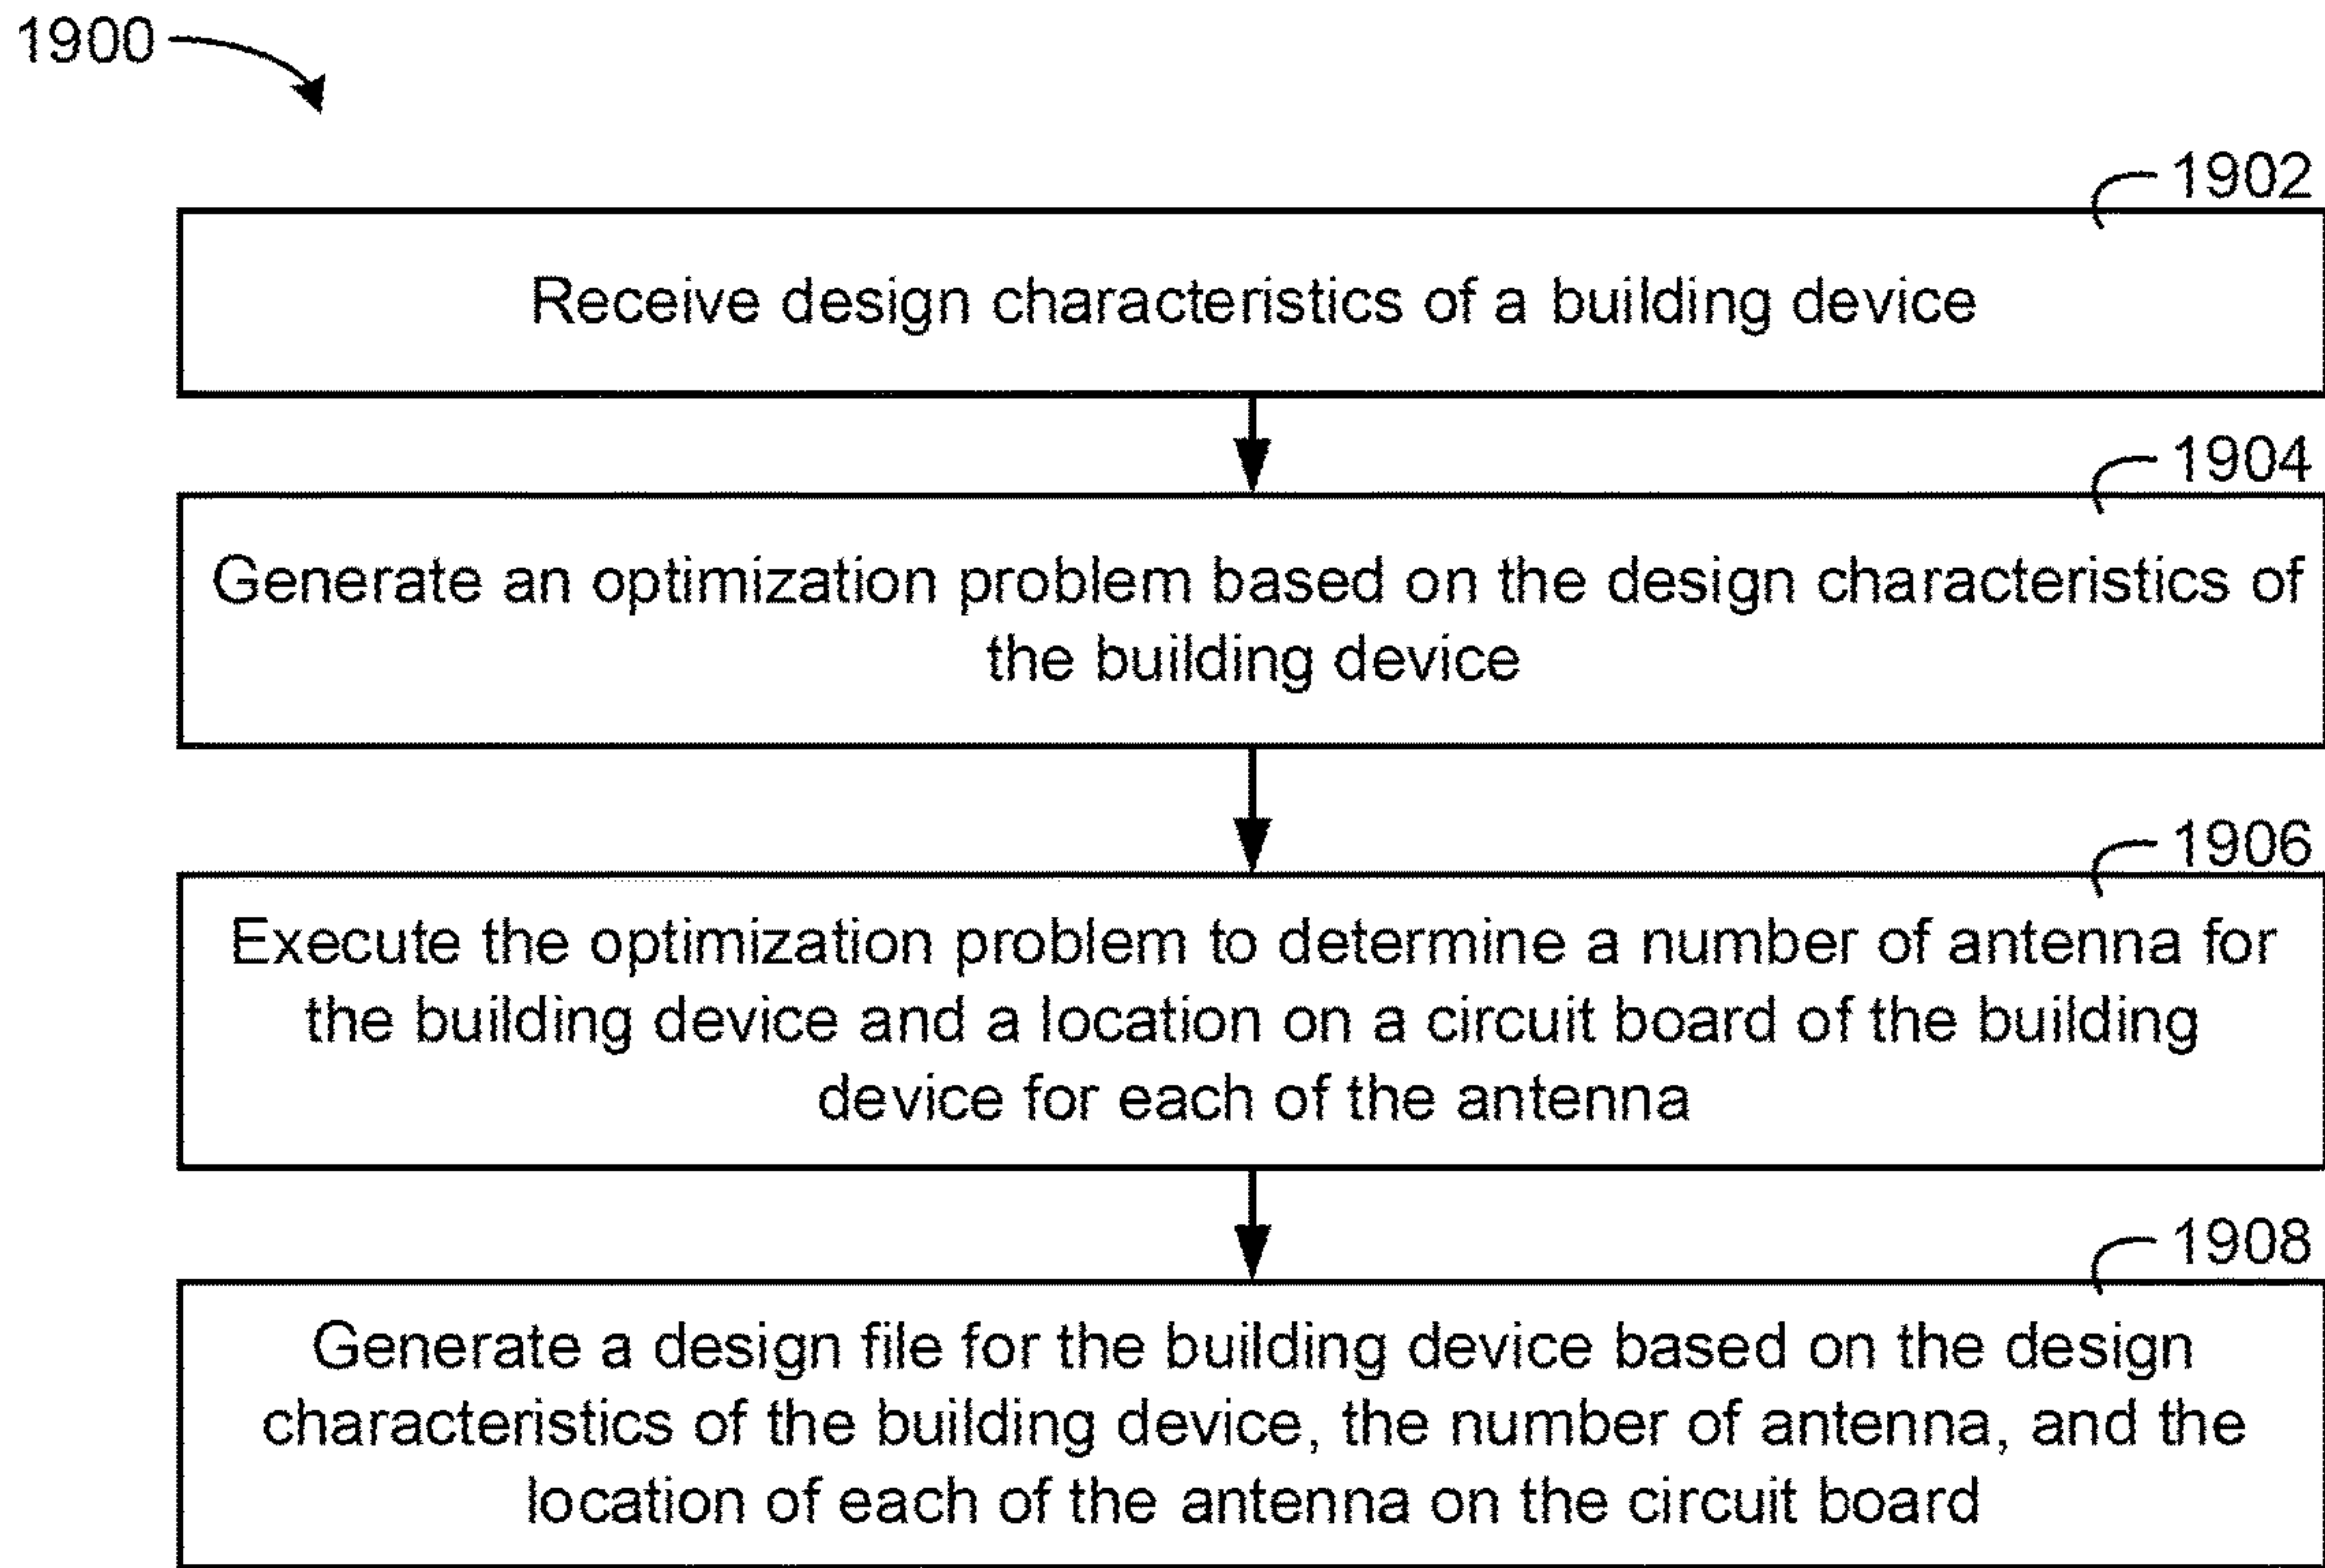 1900
1902
Receive design characteristics of a building device
1904
Generate an optimization problem based on the design characteristics of
the building device
1906
Execute the optimization problem to determine a number of antenna for
the building device and a location on a circuit board of the building
device for each of the antenna
1908
Generate a design file for the building device based on the design
characteristics of the building device, the number of antenna, and the
location of each of the antenna on the circuit board